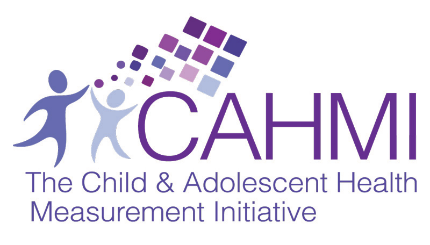 CAHMI
The Child & Adolescent Health
Measurement Initiative